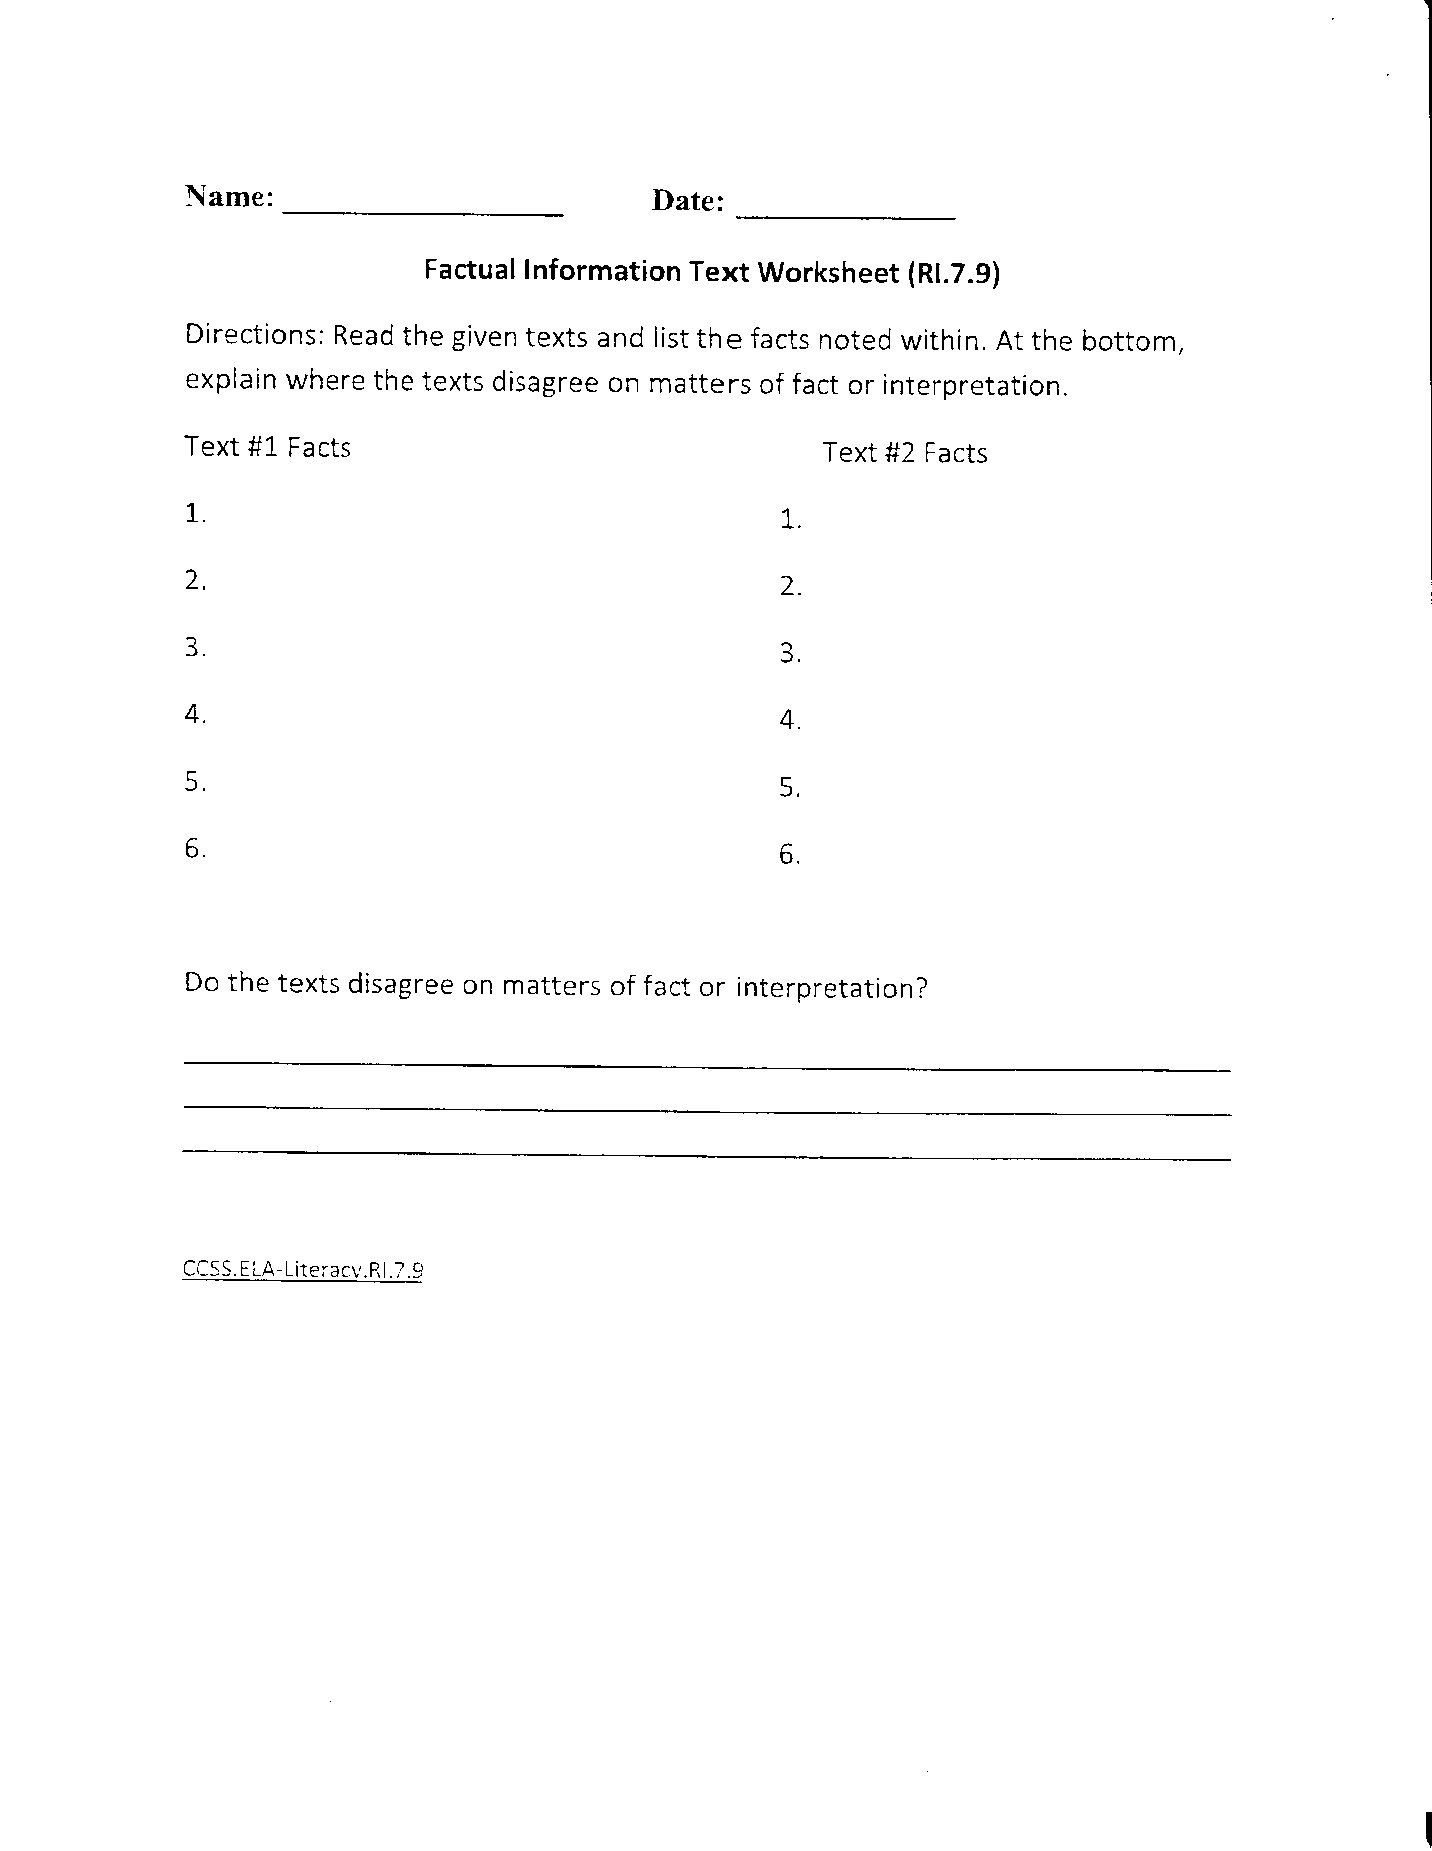 Name: ____________ Date: ____________
Factual Information Text Worksheet (RI.7.9)
Directions: Read the given texts and list the facts noted within. At the bottom,
explain where the texts disagree on matters of fact or interpretation.
Text #1 Facts Text #2 Facts
1. 1.
2. 2.
3. 3.
4. 4.
5. 5.
6. 6.
Do the texts disagree on matters of fact or interpretation?
CCSS.ELA-Literacy.RI.7.9